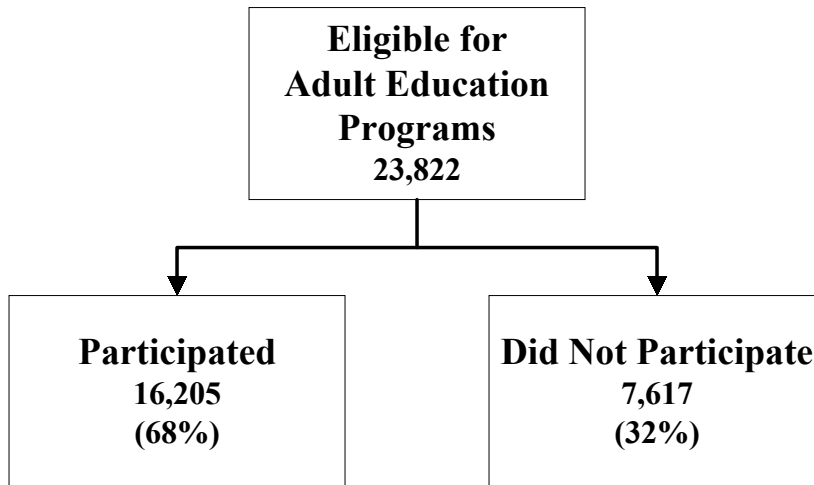 Eligible for
Adult Education
Programs
23,822
Participated
16,205
(68%)
Did Not Participate
7,617
(32%)